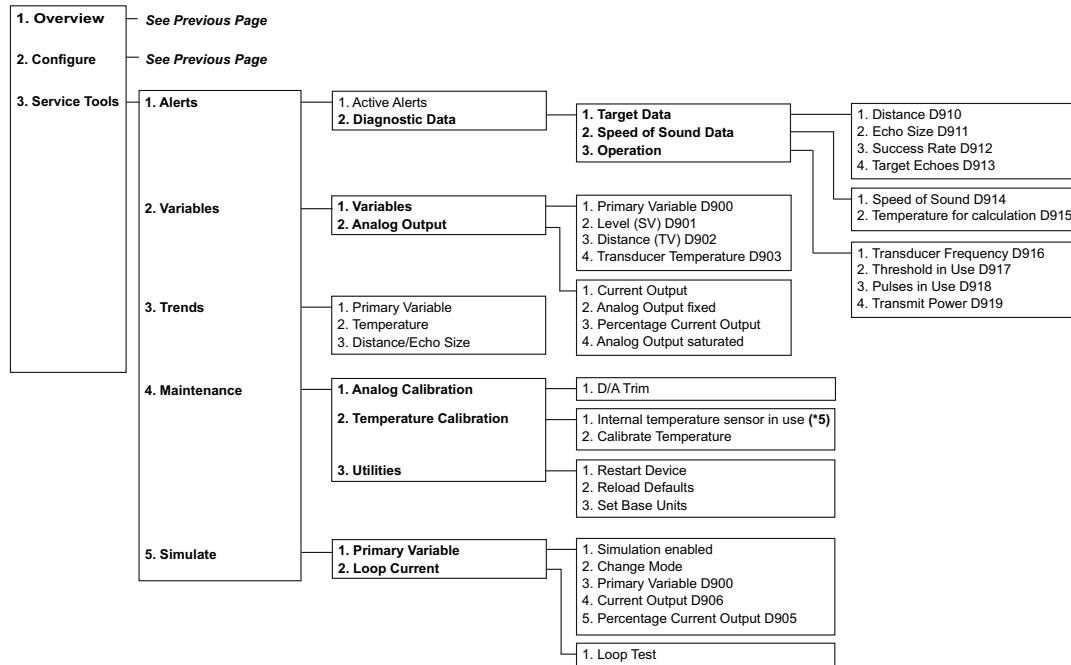 1. Overview
See Previous Page
2. Configure
See Previous Page
3. Service Tools
1. Alerts
1. Active Alerts
2. Diagnostic Data
1. Target Data
2. Speed of Sound Data
3. Operation
1. Distance D910
2. Echo Size D911
3. Success Rate D912
4. Target Echoes D913
1. Speed of Sound D914
2. Temperature for calculation D915
1. Transducer Frequency D916
2. Threshold in Use D917
3. Pulses in Use D918
4. Transmit Power D919
2. Variables
1. Variables
2. Analog Output
1. Primary Variable D900
2. Level (SV) D901
3. Distance (TV) D902
4. Transducer Temperature D903
1. Current Output
2. Analog Output fixed
3. Percentage Current Output
4. Analog Output saturated
3. Trends
1. Primary Variable
2. Temperature
3. Distance/Echo Size
4. Maintenance
1. Analog Calibration
1. D/A Trim
2. Temperature Calibration
1. Internal temperature sensor in use (*5)
2. Calibrate Temperature
3. Utilities
1. Restart Device
2. Reload Defaults
3. Set Base Units
5. Simulate
1. Primary Variable
2. Loop Current
1. Simulation enabled
2. Change Mode
3. Primary Variable D900
4. Current Output D906
5. Percentage Current Output D905
1. Loop Test